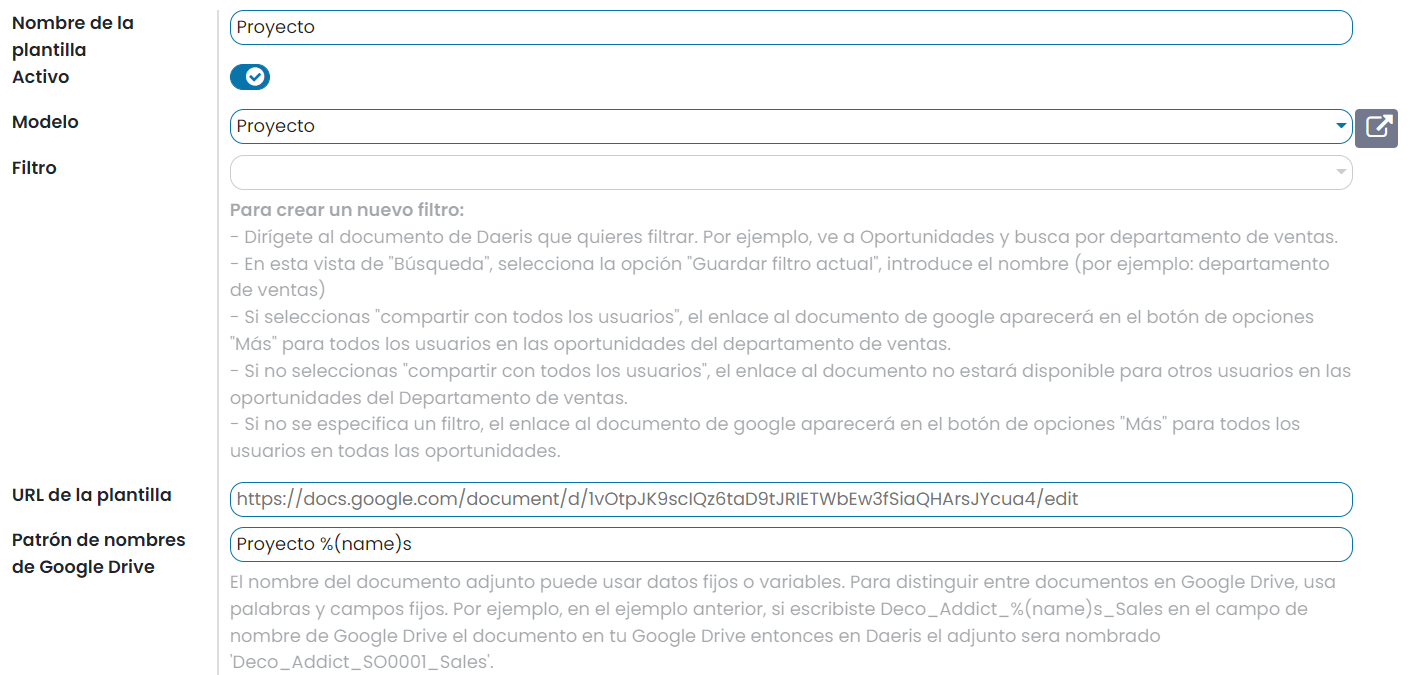 Nombre de la
plantilla
Proyecto
Activo
Modelo
Proyecto
Filtro
Para crear un nuevo filtro:
- Dirígete al documento de Daeris que quieres filtrar. Por ejemplo, ve a Oportunidades y busca por departamento de ventas.
- En esta vista de "Búsqueda", selecciona la opción "Guardar filtro actual", introduce el nombre (por ejemplo: departamento
de ventas)
- Si seleccionas "compartir con todos los usuarios", el enlace al documento de google aparecerá en el botón de opciones
"Más" para todos los usuarios en las oportunidades del departamento de ventas.
- Si no seleccionas "compartir con todos los usuarios", el enlace al documento no estará disponible para otros usuarios en las
oportunidades del Departamento de ventas.
- Si no se especifica un filtro, el enlace al documento de google aparecerá en el botón de opciones "Más" para todos los
usuarios en todas las oportunidades.
URL de la plantilla
https://docs.google.com/document/d/1vOtpJK9sclQz6taD9tJRIETWbEw3fSiaQHArsJYcua4/edit
Patrón de nombres
de Google Drive
Proyecto %(name)s
El nombre del documento adjunto puede usar datos fijos o variables. Para distinguir entre documentos en Google Drive, usa
palabras y campos fijos. Por ejemplo, en el ejemplo anterior, si escribiste Deco_Addict_%(name)s_Sales en el campo de
nombre de Google Drive el documento en tu Google Drive entonces en Daeris el adjunto sera nombrado
'Deco_Addict_SO0001_Sales'.